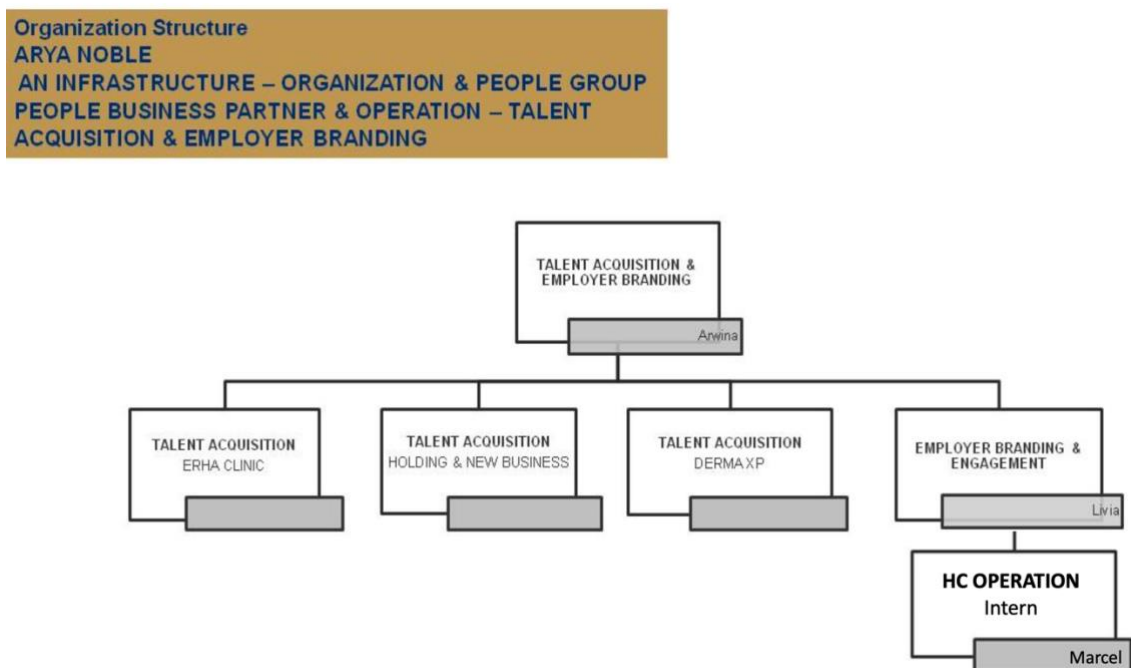 Organization Structure
ARYA NOBLE
AN INFRASTRUCTURE – ORGANIZATION & PEOPLE GROUP
PEOPLE BUSINESS PARTNER & OPERATION – TALENT
ACQUISITION & EMPLOYER BRANDING
TALENT ACQUISITION &
EMPLOYER BRANDING
Arwina
TALENT ACQUISITION
ERHA CLINIC
TALENT ACQUISITION
HOLDING & NEW BUSINESS
TALENT ACQUISITION
DERMA XP
EMPLOYER BRANDING &
ENGAGEMENT
Livia
HC OPERATION
Intern
Marcel